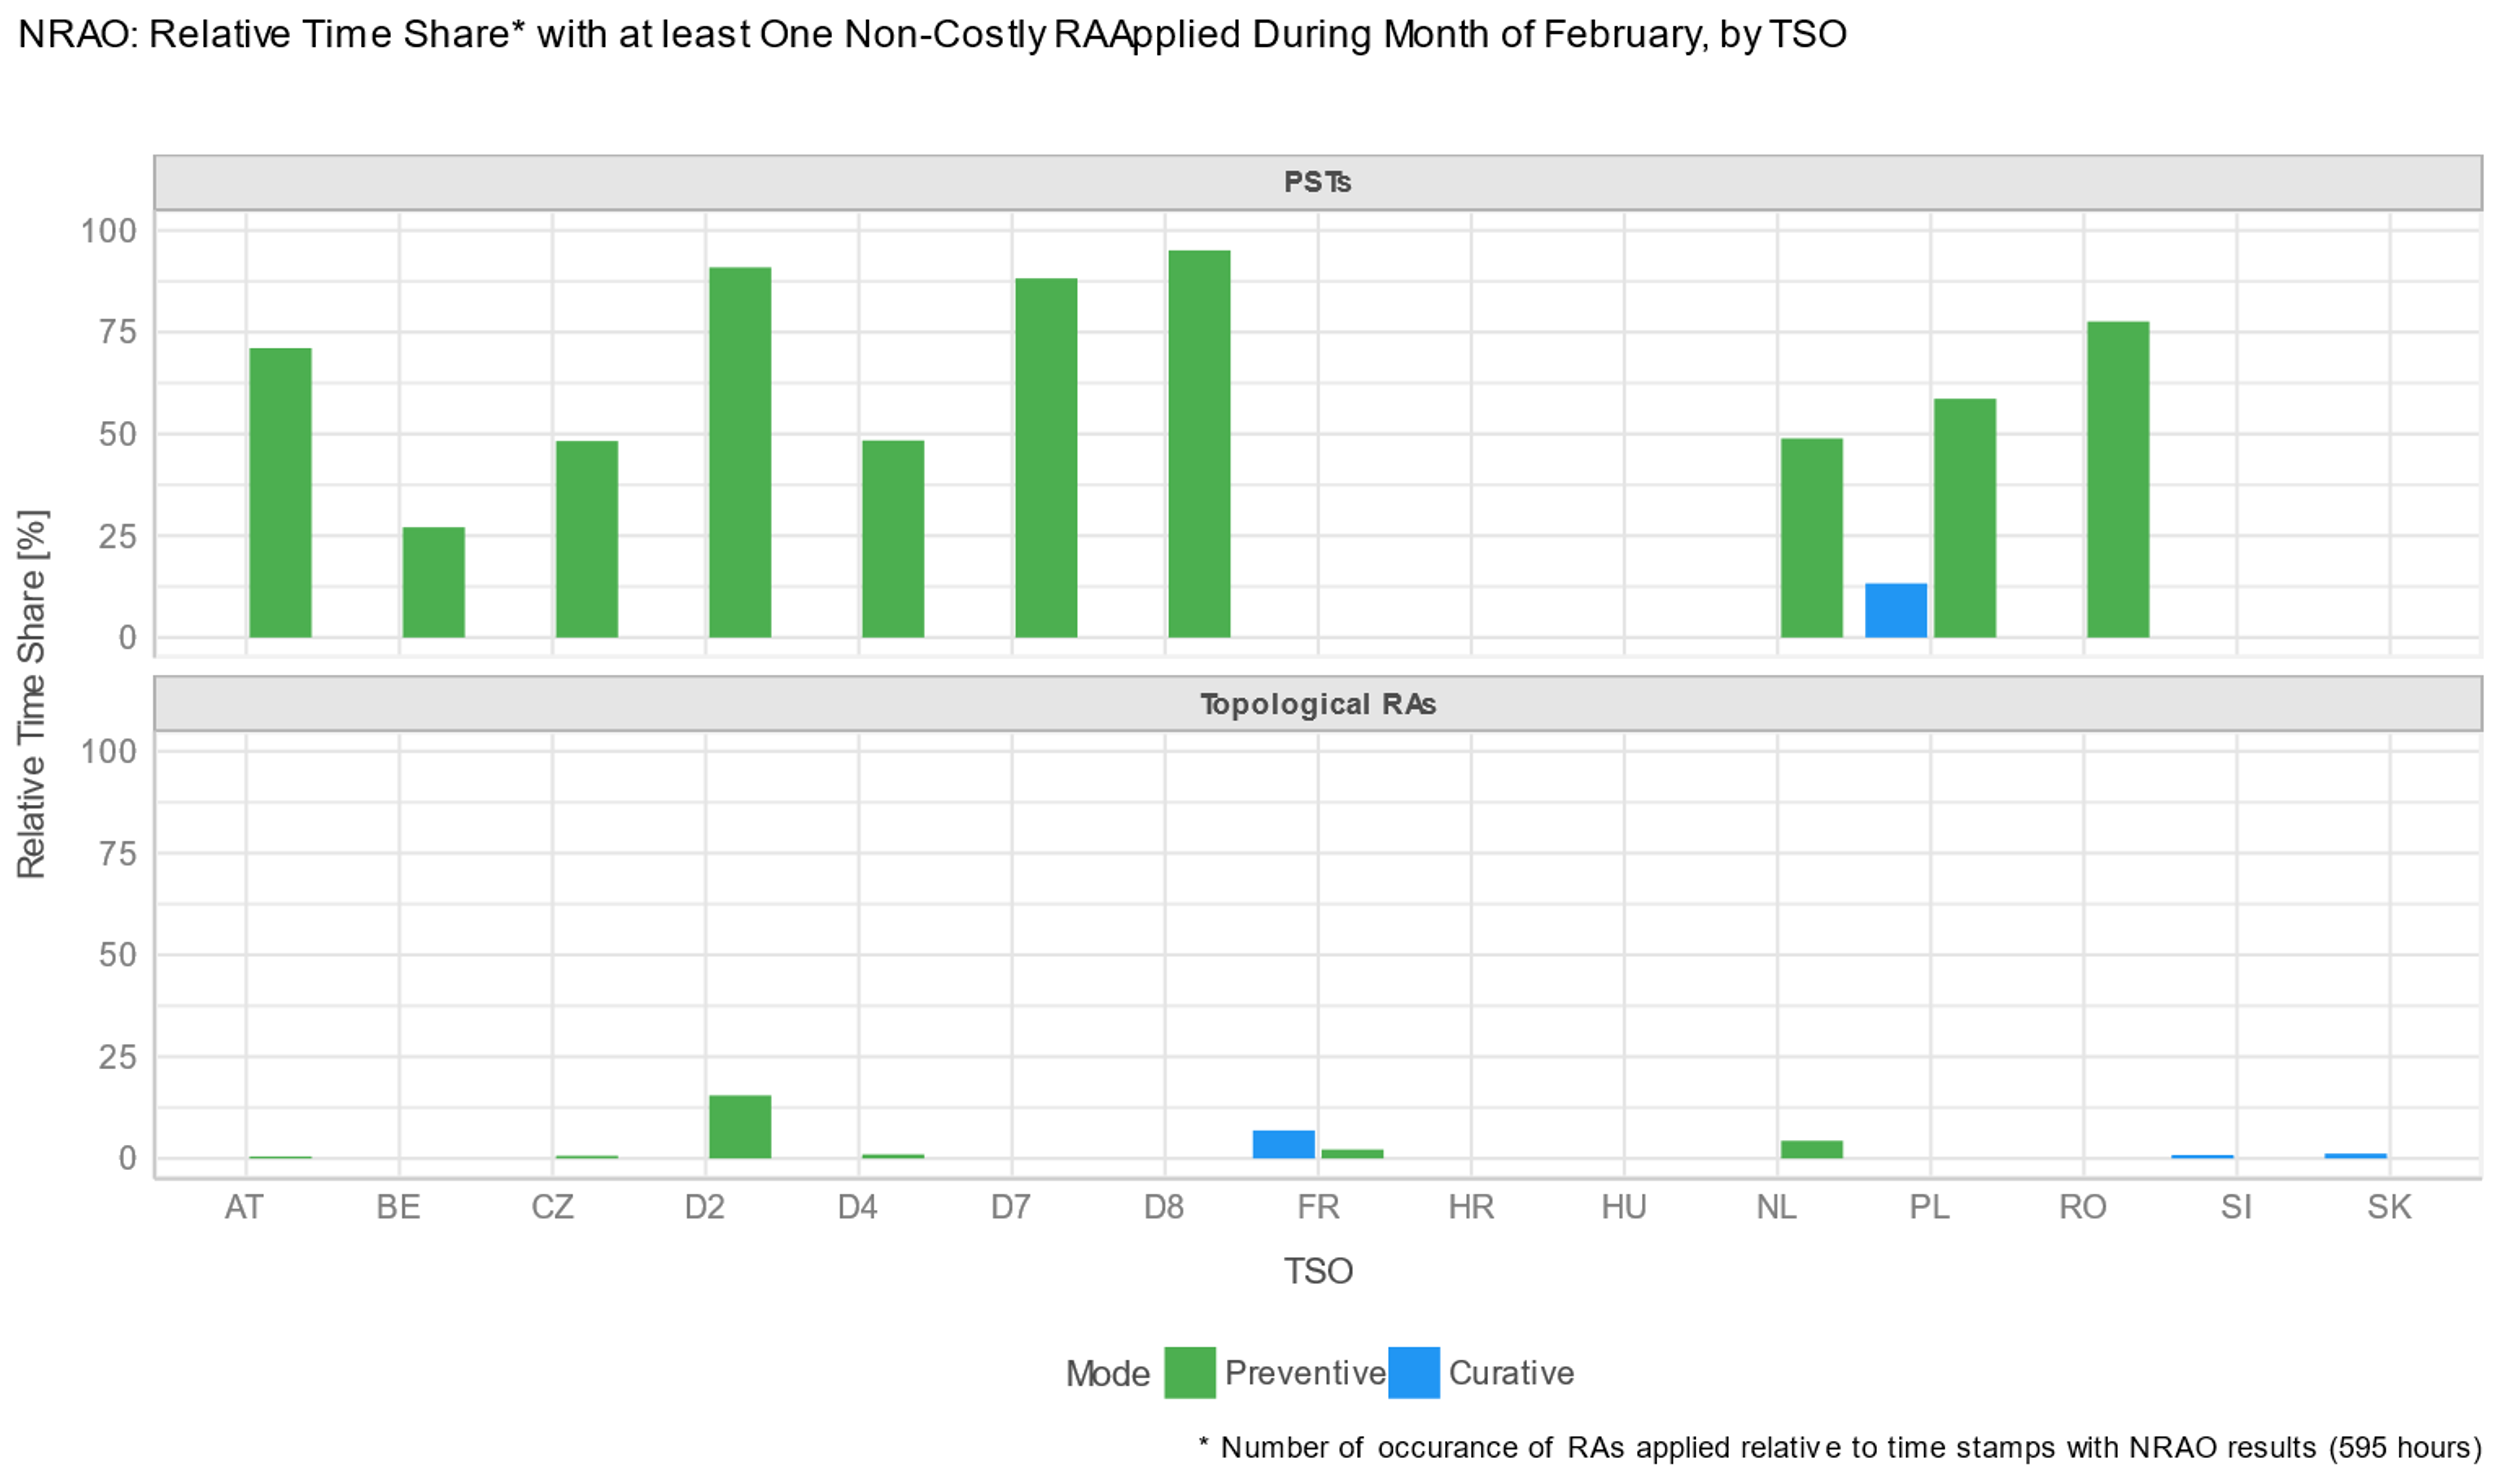 NRAO: Relative Time Share* with at least One Non-Costly RA Applied During Month of February, by TSO
PSTs
100
75
50
25
0
Relative Time Share [%]
Topological RAs
100
75
50
25
0
AT BE CZ D2 D4 D7 D8 FR HR HU NL PL RO SI SK
TSO
Mode Preventive Curative
* Number of occurance of RAs applied relative to time stamps with NRAO results (595 hours)